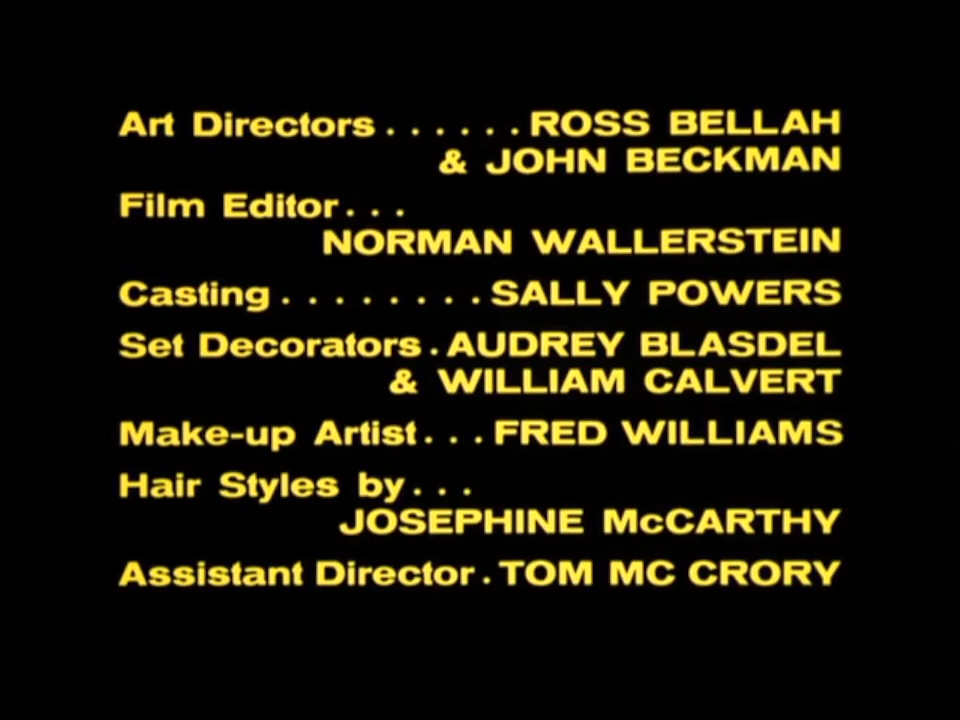 Art Directors . . . . . . ROSS BELLAH
& JOHN BECKMAN
Film Editor . . .
NORMAN WALLERSTEIN
Casting . . . . . . . . SALLY POWERS
Set Decorators . AUDREY BLASDEL
& WILLIAM CALVERT
Make-up Artist . . . FRED WILLIAMS
Hair Styles by . . .
JOSEPHINE McCARTHY
Assistant Director . TOM MC CRORY